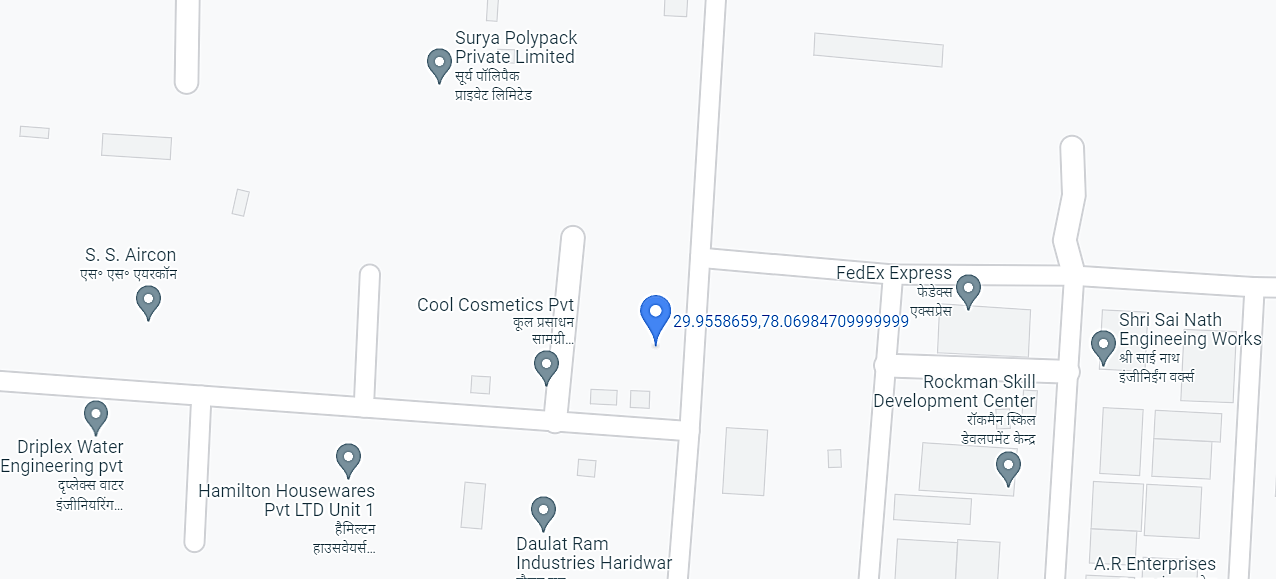 Surya Polypack
Private Limited
सूर्य पॉलिपैक
प्राइवेट लिमिटेड
S. S. Aircon
एस॰ एस॰ एयरकॉन
FedEx Express
फेडेक्स
एक्सप्रेस
Cool Cosmetics Pvt
कूल प्रसाधन
सामग्री...
29.9558659,78.06984709999999
Shri Sai Nath
Engineeing Works
श्री साई नाथ
इंजीनिईंग वर्क्स
Rockman Skill
Development Center
रॉकमैन स्किल
डेवलपमेंट केन्द्र
Driplex Water
Engineering pvt
दृप्लेक्स वाटर
इंजीनियरिंग...
Hamilton Housewares
Pvt LTD Unit 1
हैमिल्टन
हाउसवेयर्स...
Daulat Ram
Industries Haridwar
A.R Enterprises